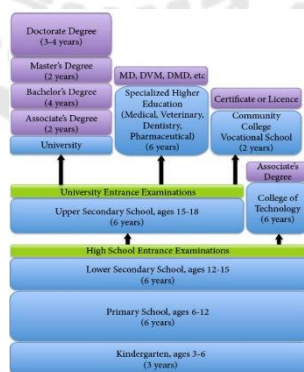 Doctorate Degree
(3-4 years)
Master's Degree
(2 years)
Bachelor's Degree
(4 years)
Associate's Degree
(2 years)
University
MD, DVM, DMD, etc
Specialized Higher
Education
(Medical, Veterinary,
Dentistry,
Pharmaceutical)
(6 years)
Certificate or Licence
Community
College
Vocational School
(2 years)
University Entrance Examinations
Upper Secondary School, ages 15-18
(6 years)
Associate's
Degree
College of
Technology
(6 years)
High School Entrance Examinations
Lower Secondary School, ages 12-15
(6 years)
Primary School, ages 6-12
(6 years)
Kindergarten, ages 3-6
(3 years)